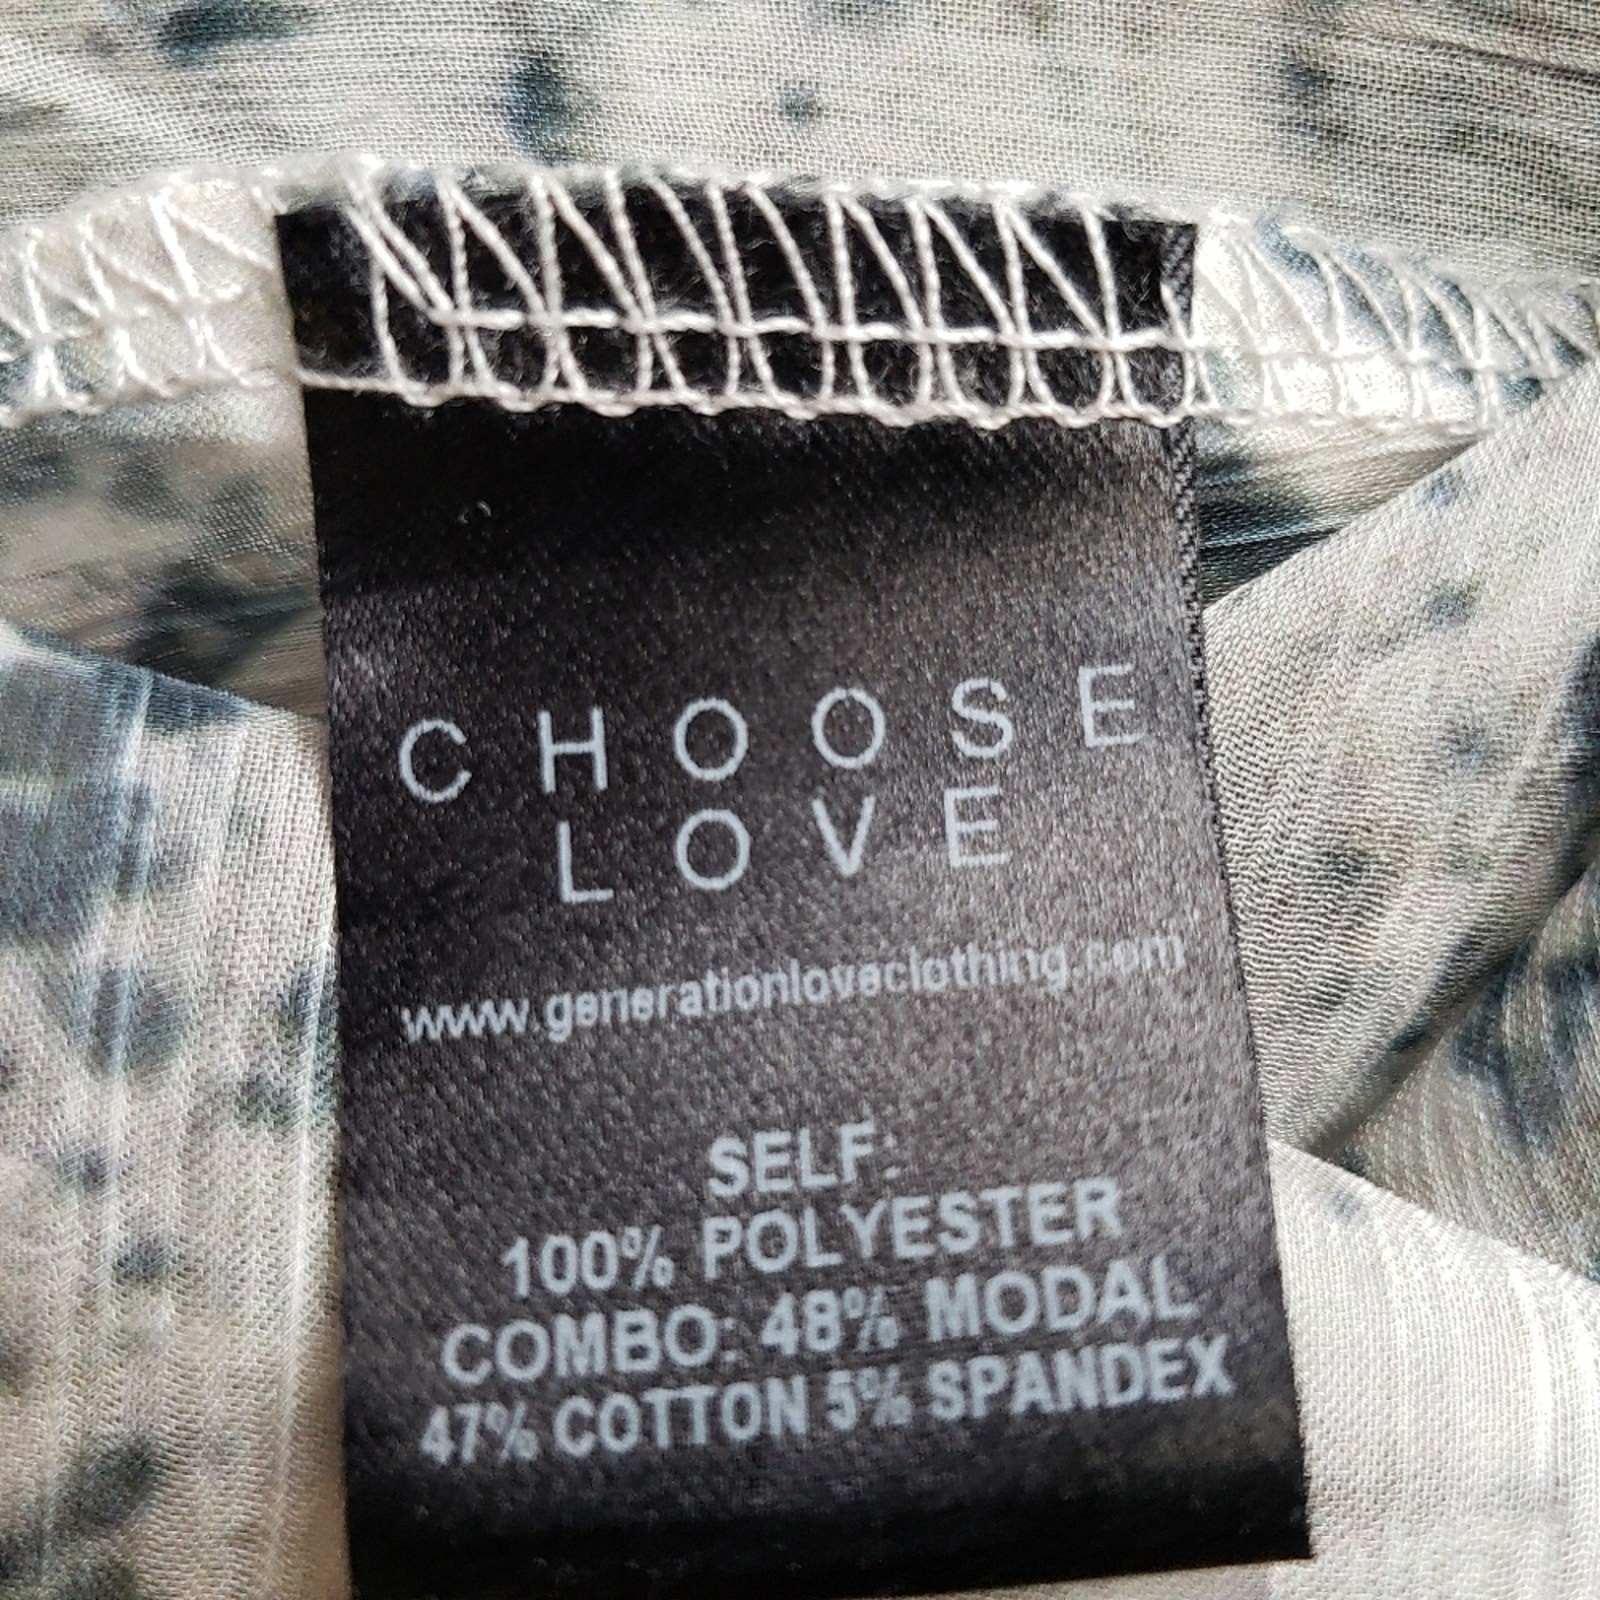 CHOOSE
LOVE
www.generationloveclothing.com
SELF:
100% POLYESTER
COMBO: 48% MODAL
47% COTTON 5% SPANDEX